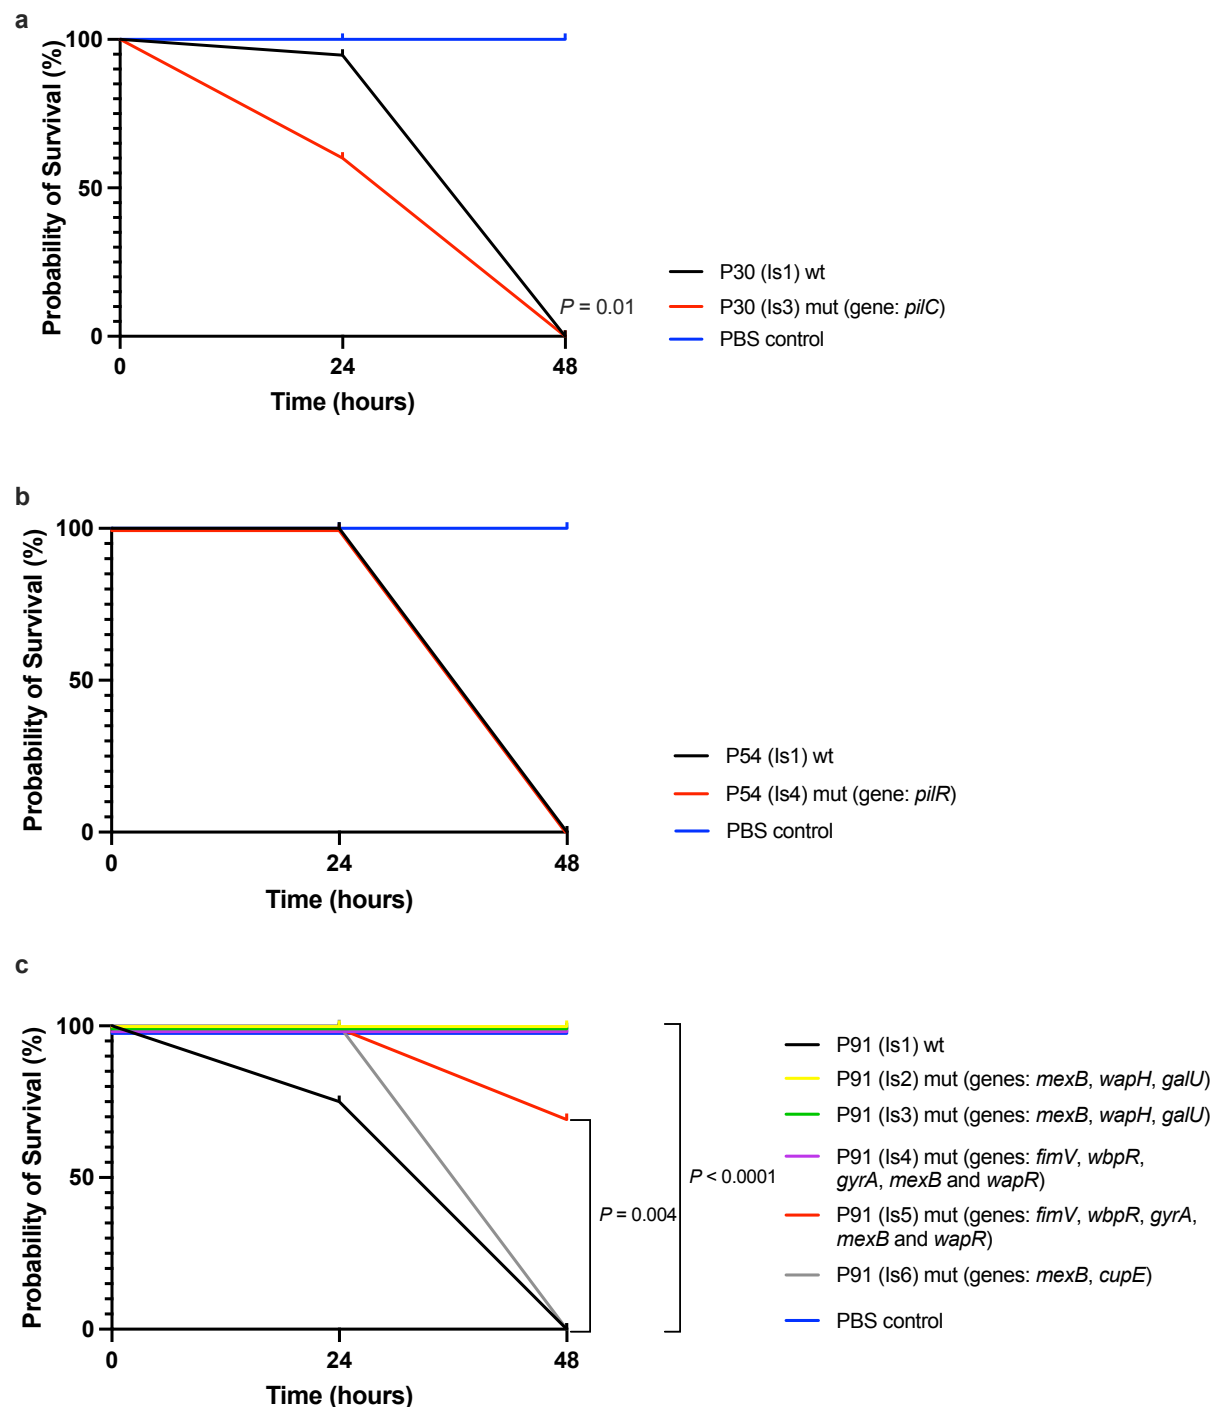 a
Probability of Survival (%)
100
50
0
0
24
48
Time (hours)
P = 0.01
P30 (Is1) wt
P30 (Is3) mut (gene: pilC)
PBS control
b
Probability of Survival (%)
100
50
0
0
24
48
Time (hours)
P54 (Is1) wt
P54 (Is4) mut (gene: pilR)
PBS control
c
Probability of Survival (%)
100
50
0
0
24
48
Time (hours)
P = 0.004
P < 0.0001
P91 (Is1) wt
P91 (Is2) mut (genes: mexB, wapH, galU)
P91 (Is3) mut (genes: mexB, wapH, galU)
P91 (Is4) mut (genes: fimV, wbpR,
gyrA, mexB and wapR)
P91 (Is5) mut (genes: fimV, wbpR, gyrA,
mexB and wapR)
P91 (Is6) mut (genes: mexB, cupE)
PBS control